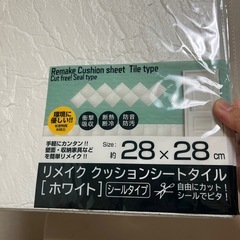 Remake Cushion sheet Tile type
Cut free! Seal type
環境に
優しい!!
衝撃
吸収
断熱
断冷
防音
防汚
手軽にカンタン!!
壁面・収納家具など
を簡単リメイク!!
Size:
約
28×28cm
リメイク クッションシートタイル
[ホワイト]
シールタイプ
自由にカット!
シールでピタ!